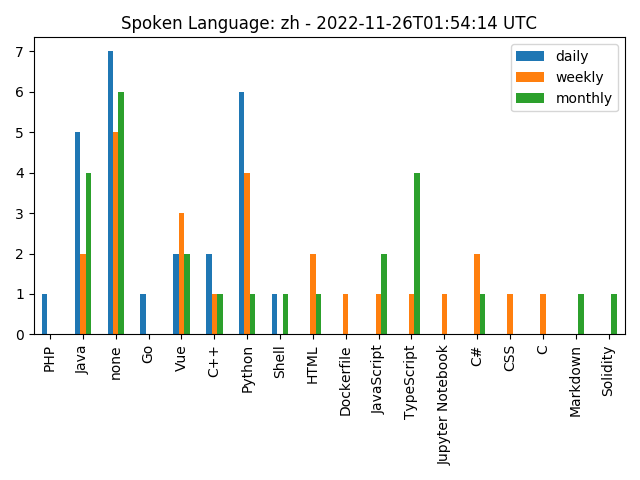 Spoken Language: zh - 2022-11-26T01:54:14 UTC
daily
weekly
monthly
7
6
5
4
3
2
1
0
PHP
Java
none
Go
Vue
C++
Python
Shell
HTML
Dockerfile
JavaScript
TypeScript
Jupyter Notebook
C#
CSS
C
Markdown
Solidity